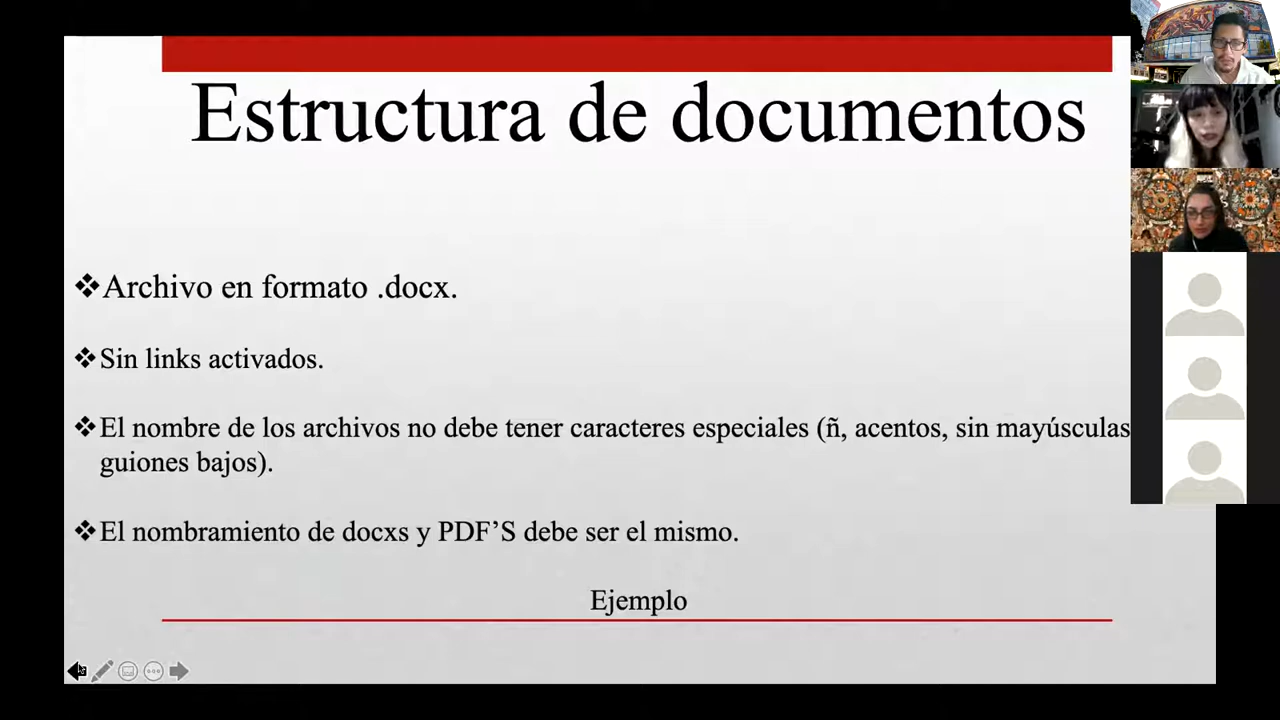 Estructura de documentos
❖Archivo en formato .docx.
❖Sin links activados.
❖El nombre de los archivos no debe tener caracteres especiales (ñ, acentos, sin mayúsculas
guiones bajos).
❖El nombramiento de docxs y PDF’S debe ser el mismo.
Ejemplo